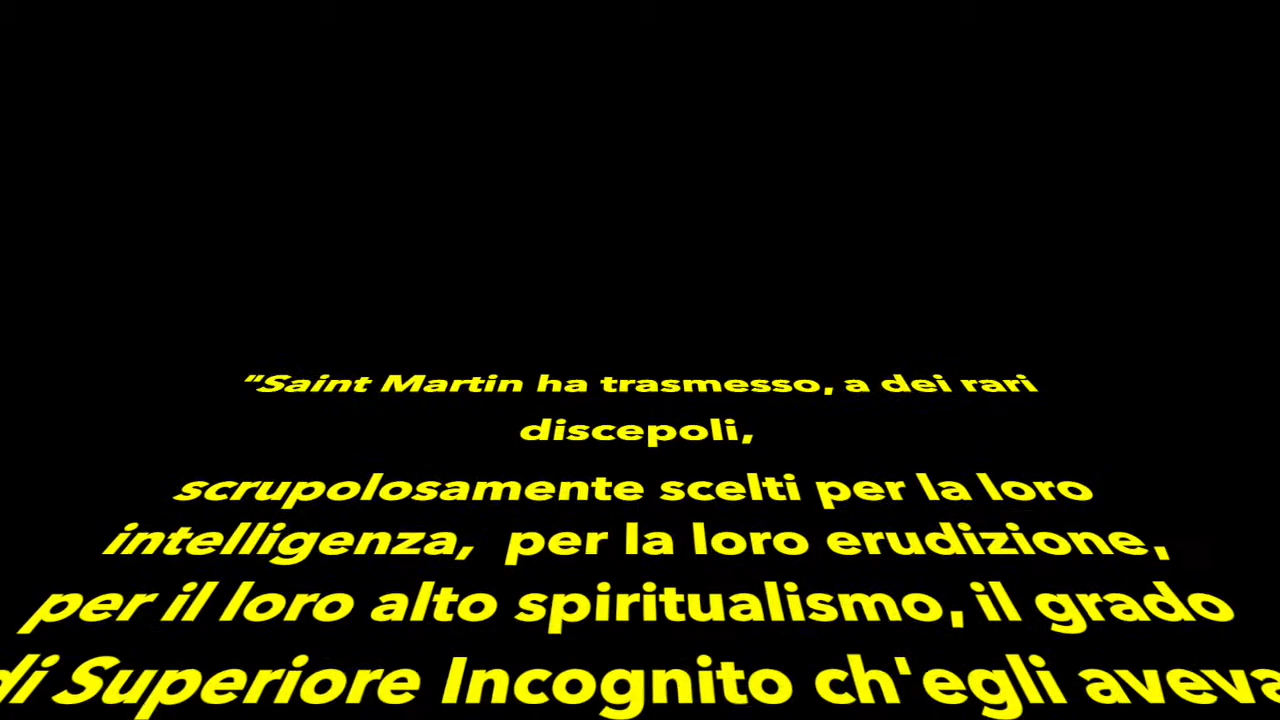 "Saint Martin ha trasmesso, a dei rari
discepoli,
scrupolosamente scelti per la loro
intelligenza, per la loro erudizione,
per il loro alto spiritualismo, il grado
di Superiore Incognito ch'egli aveva